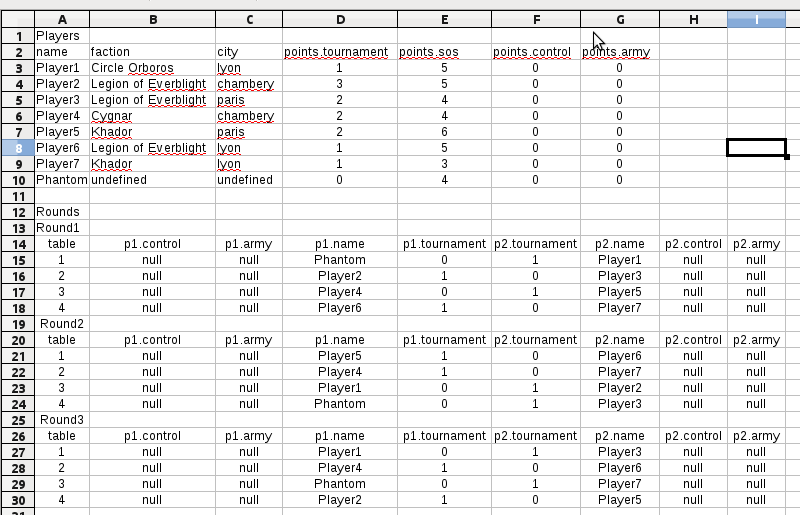 A B C D E F G H I
1 Players
2 name faction city points.tournament points.sos points.control points.army
3 Player1 Circle Orboros lyon 1 5 0 0
4 Player2 Legion of Everblight chambery 3 5 0 0
5 Player3 Legion of Everblight paris 2 4 0 0
6 Player4 Cygnar chambery 2 4 0 0
7 Player5 Khador paris 2 6 0 0
8 Player6 Legion of Everblight lyon 1 5 0 0
9 Player7 Khador lyon 1 3 0 0
10 Phantom undefined undefined 0 4 0 0
11
12 Rounds
13 Round1
14 table p1.control p1.army p1.name p1.tournament p2.tournament p2.name p2.control p2.army
15 1 null null Phantom 0 1 Player1 null null
16 2 null null Player2 1 0 Player3 null null
17 3 null null Player4 0 1 Player5 null null
18 4 null null Player6 1 0 Player7 null null
19 Round2
20 table p1.control p1.army p1.name p1.tournament p2.tournament p2.name p2.control p2.army
21 1 null null Player5 1 0 Player6 null null
22 2 null null Player4 1 0 Player7 null null
23 3 null null Player1 0 1 Player2 null null
24 4 null null Phantom 0 1 Player3 null null
25 Round3
26 table p1.control p1.army p1.name p1.tournament p2.tournament p2.name p2.control p2.army
27 1 null null Player1 0 1 Player3 null null
28 2 null null Player4 1 0 Player6 null null
29 3 null null Phantom 0 1 Player7 null null
30 4 null null Player2 1 0 Player5 null null